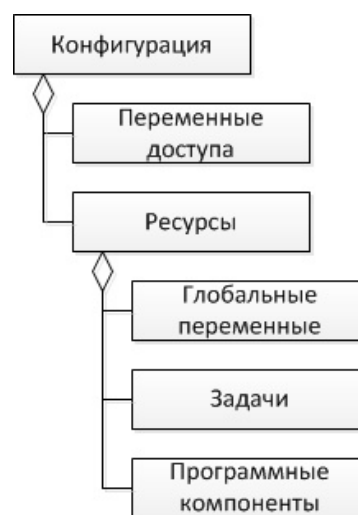 Конфигурация
Переменные
доступа
Ресурсы
Глобальные
переменные
Задачи
Программные
компоненты